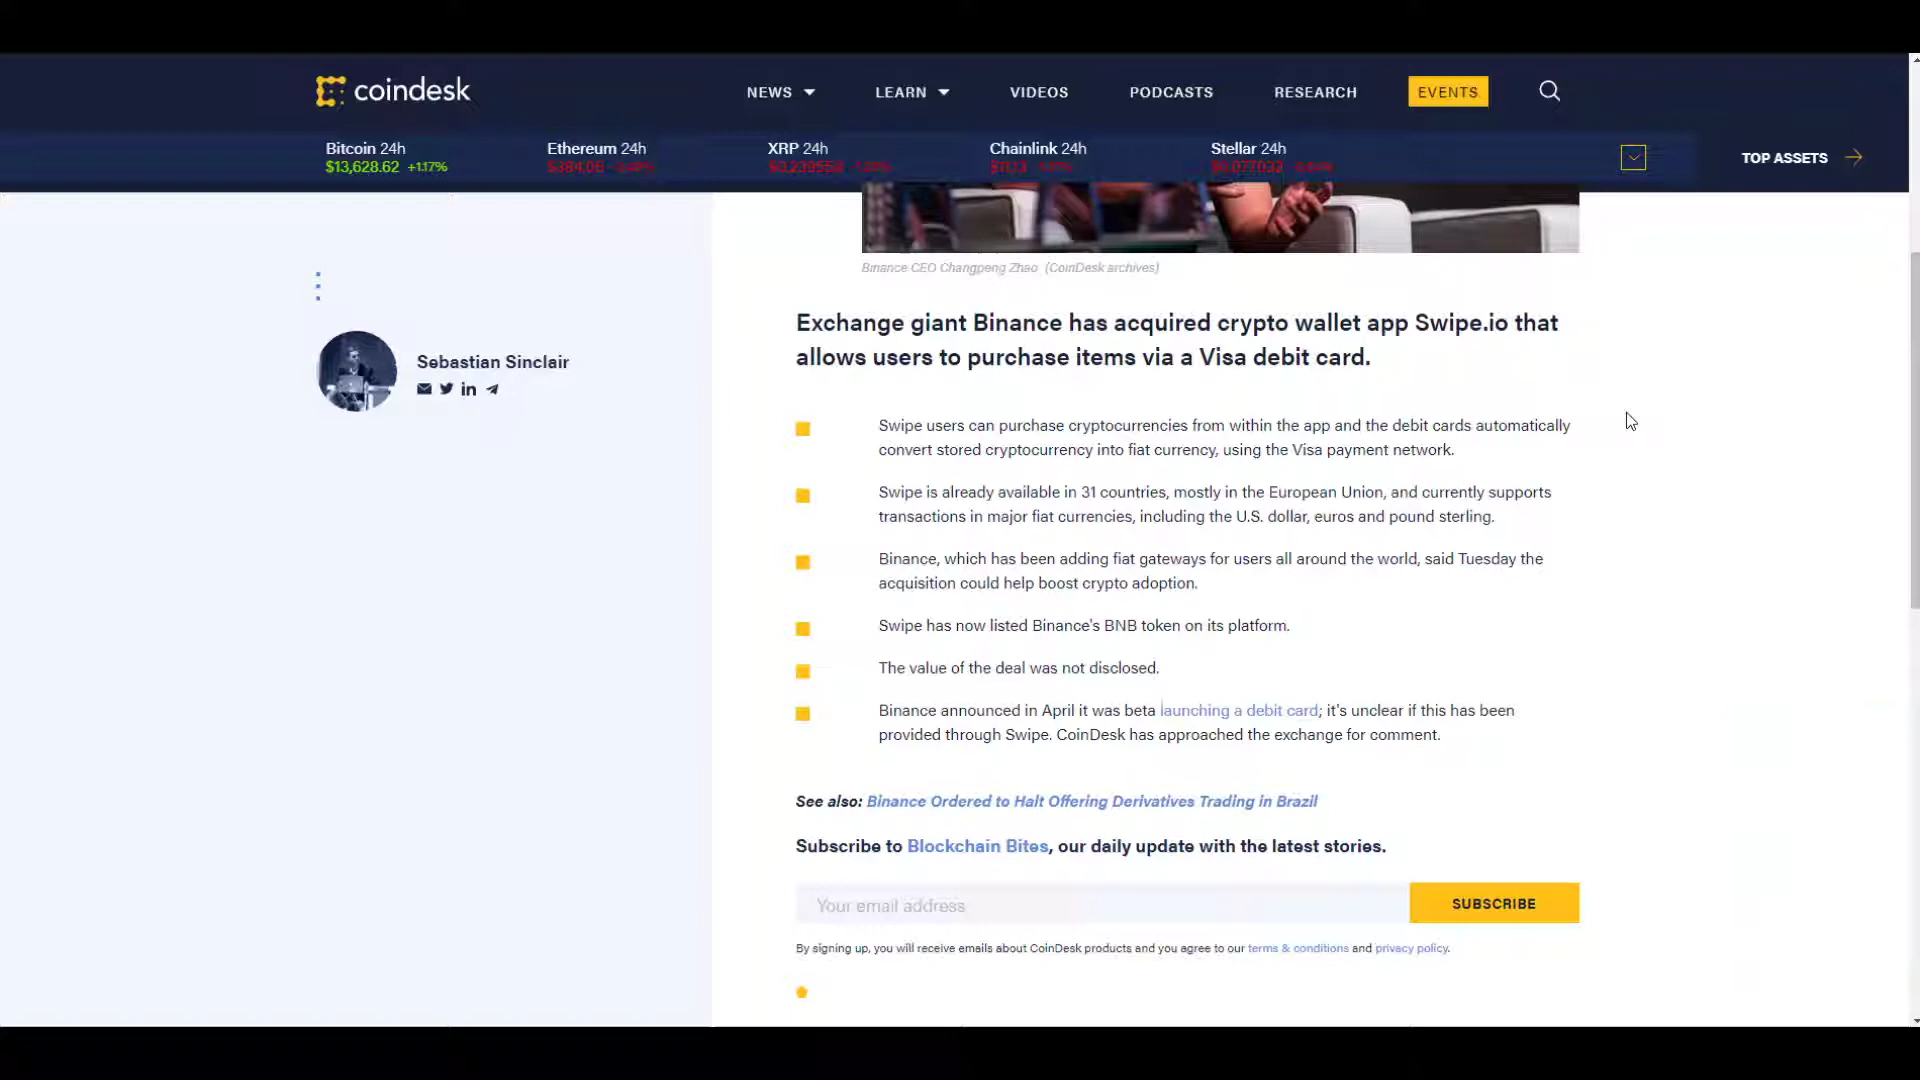 coindesk
NEWS LEARN VIDEOS PODCASTS RESEARCH EVENTS
Bitcoin 24h Ethereum 24h XRP 24h Chainlink 24h Stellar 24h
$13,628.62 +1.17% $384.05 $0.239558 $11.13 $0.077032
TOP ASSETS
Binance CEO Changpeng Zhao (CoinDesk archives)
Sebastian Sinclair
Exchange giant Binance has acquired crypto wallet app Swipe.io that
allows users to purchase items via a Visa debit card.
Swipe users can purchase cryptocurrencies from within the app and the debit cards automatically
convert stored cryptocurrency into fiat currency, using the Visa payment network.
Swipe is already available in 31 countries, mostly in the European Union, and currently supports
transactions in major fiat currencies, including the U.S. dollar, euros and pound sterling.
Binance, which has been adding fiat gateways for users all around the world, said Tuesday the
acquisition could help boost crypto adoption.
Swipe has now listed Binance's BNB token on its platform.
The value of the deal was not disclosed.
Binance announced in April it was beta launching a debit card; it's unclear if this has been
provided through Swipe. CoinDesk has approached the exchange for comment.
See also: Binance Ordered to Halt Offering Derivatives Trading in Brazil
Subscribe to Blockchain Bites, our daily update with the latest stories.
Your email address
SUBSCRIBE
By signing up, you will receive emails about CoinDesk products and you agree to our terms & conditions and privacy policy.